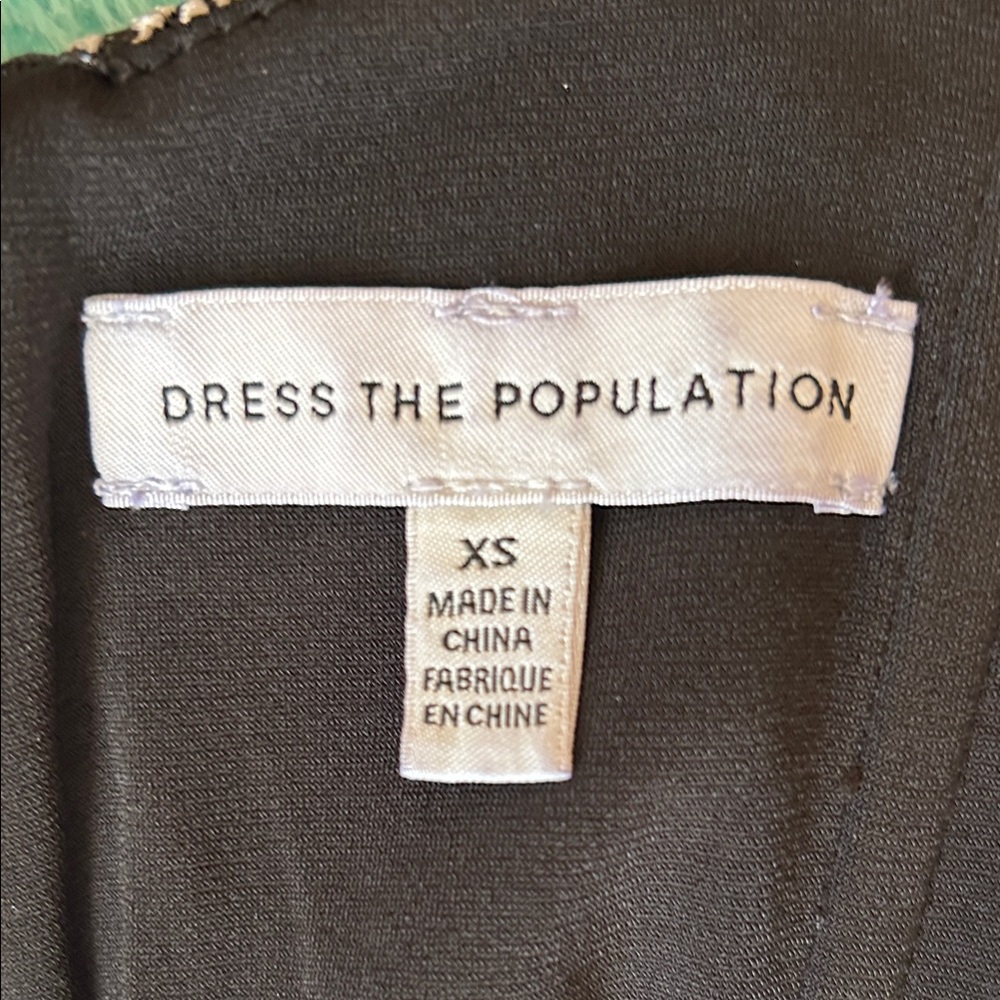 DRESS THE POPULATION
XS
MADE IN
CHINA
FABRIQUE
EN CHINE